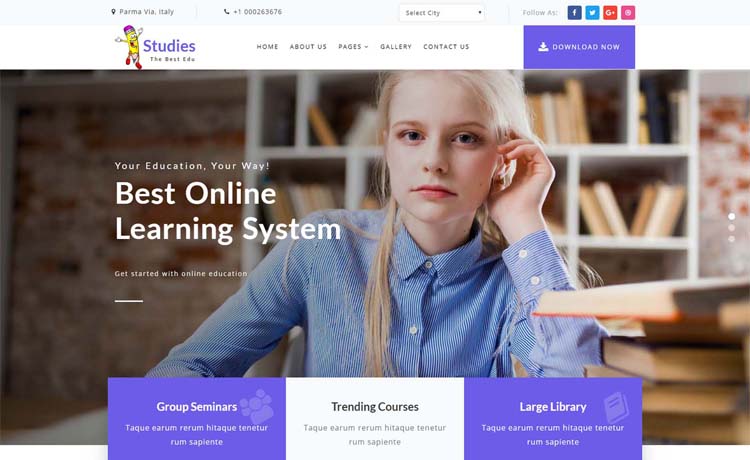 Parma Via, Italy
+1 000263676
Select City
Follow As:
Studies
The Best Edu
HOME
ABOUT US
PAGES
GALLERY
CONTACT US
DOWNLOAD NOW
Your Education, Your Way!
Best Online
Learning System
Get started with online education
Group Seminars
Taque earum rerum hitaque tenetur
rum sapiente
Trending Courses
Taque earum rerum hitaque tenetur
rum sapiente
Large Library
Taque earum rerum hitaque tenetur
rum sapiente